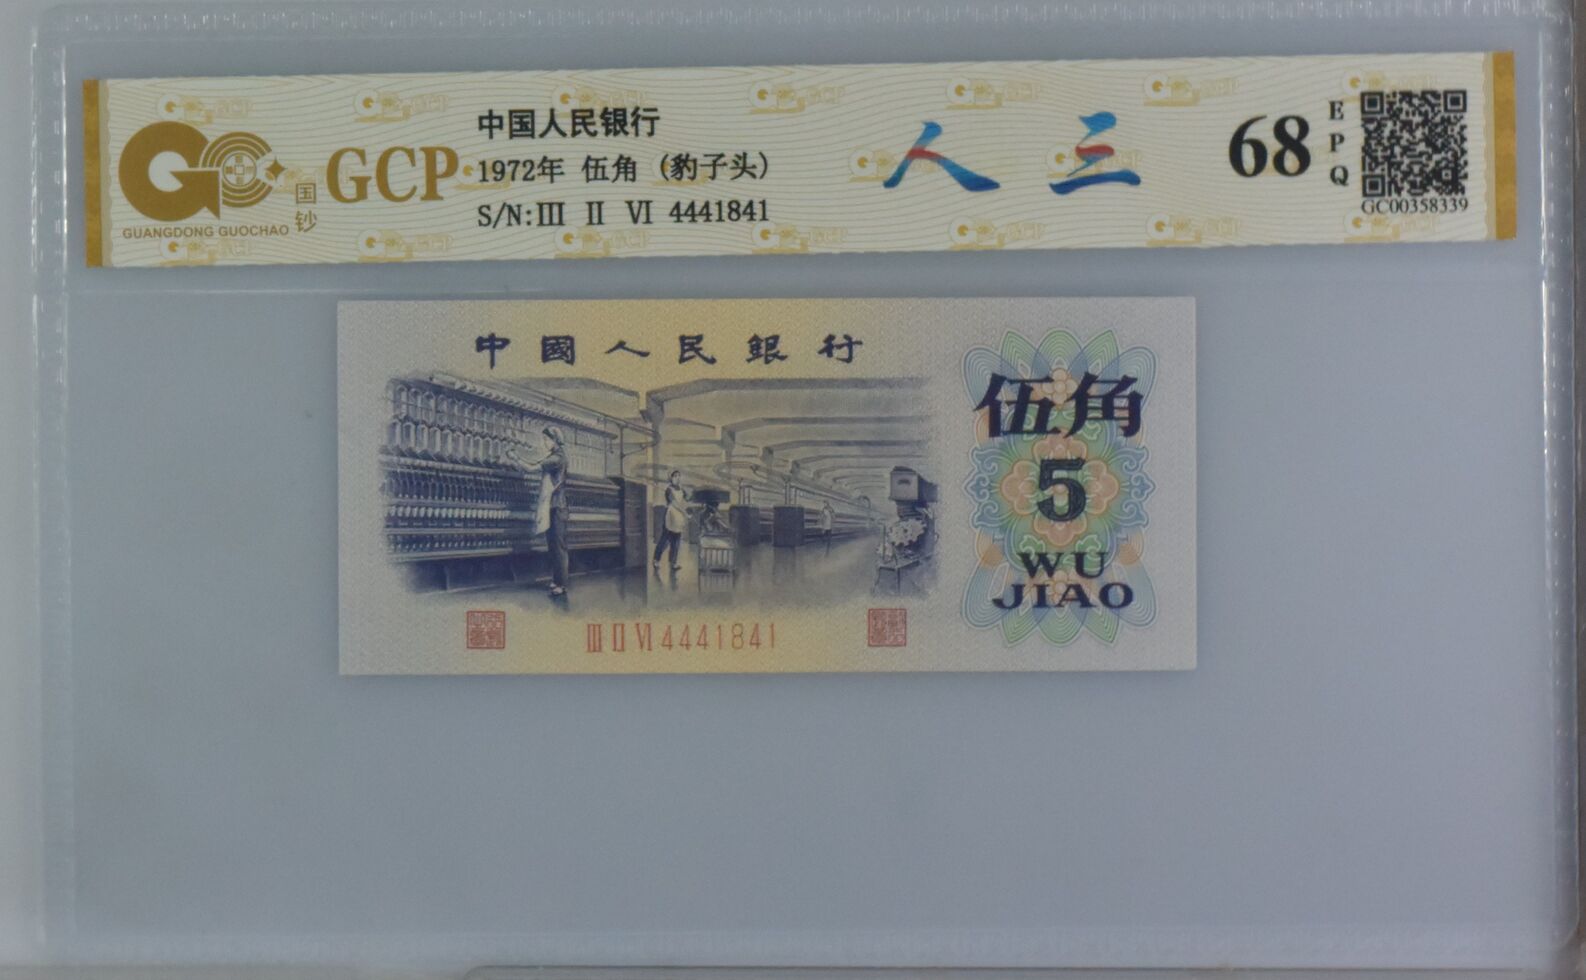 中国人民银行
1972年 伍角 (豹子头)
S/N:III II VI 4441841
GCP
国钞
GUANGDONG GUOCHAO
人 三
68
EPQ
GC00358339
中國人民銀行
伍角
5
WU
JIAO
III II VI 4441841